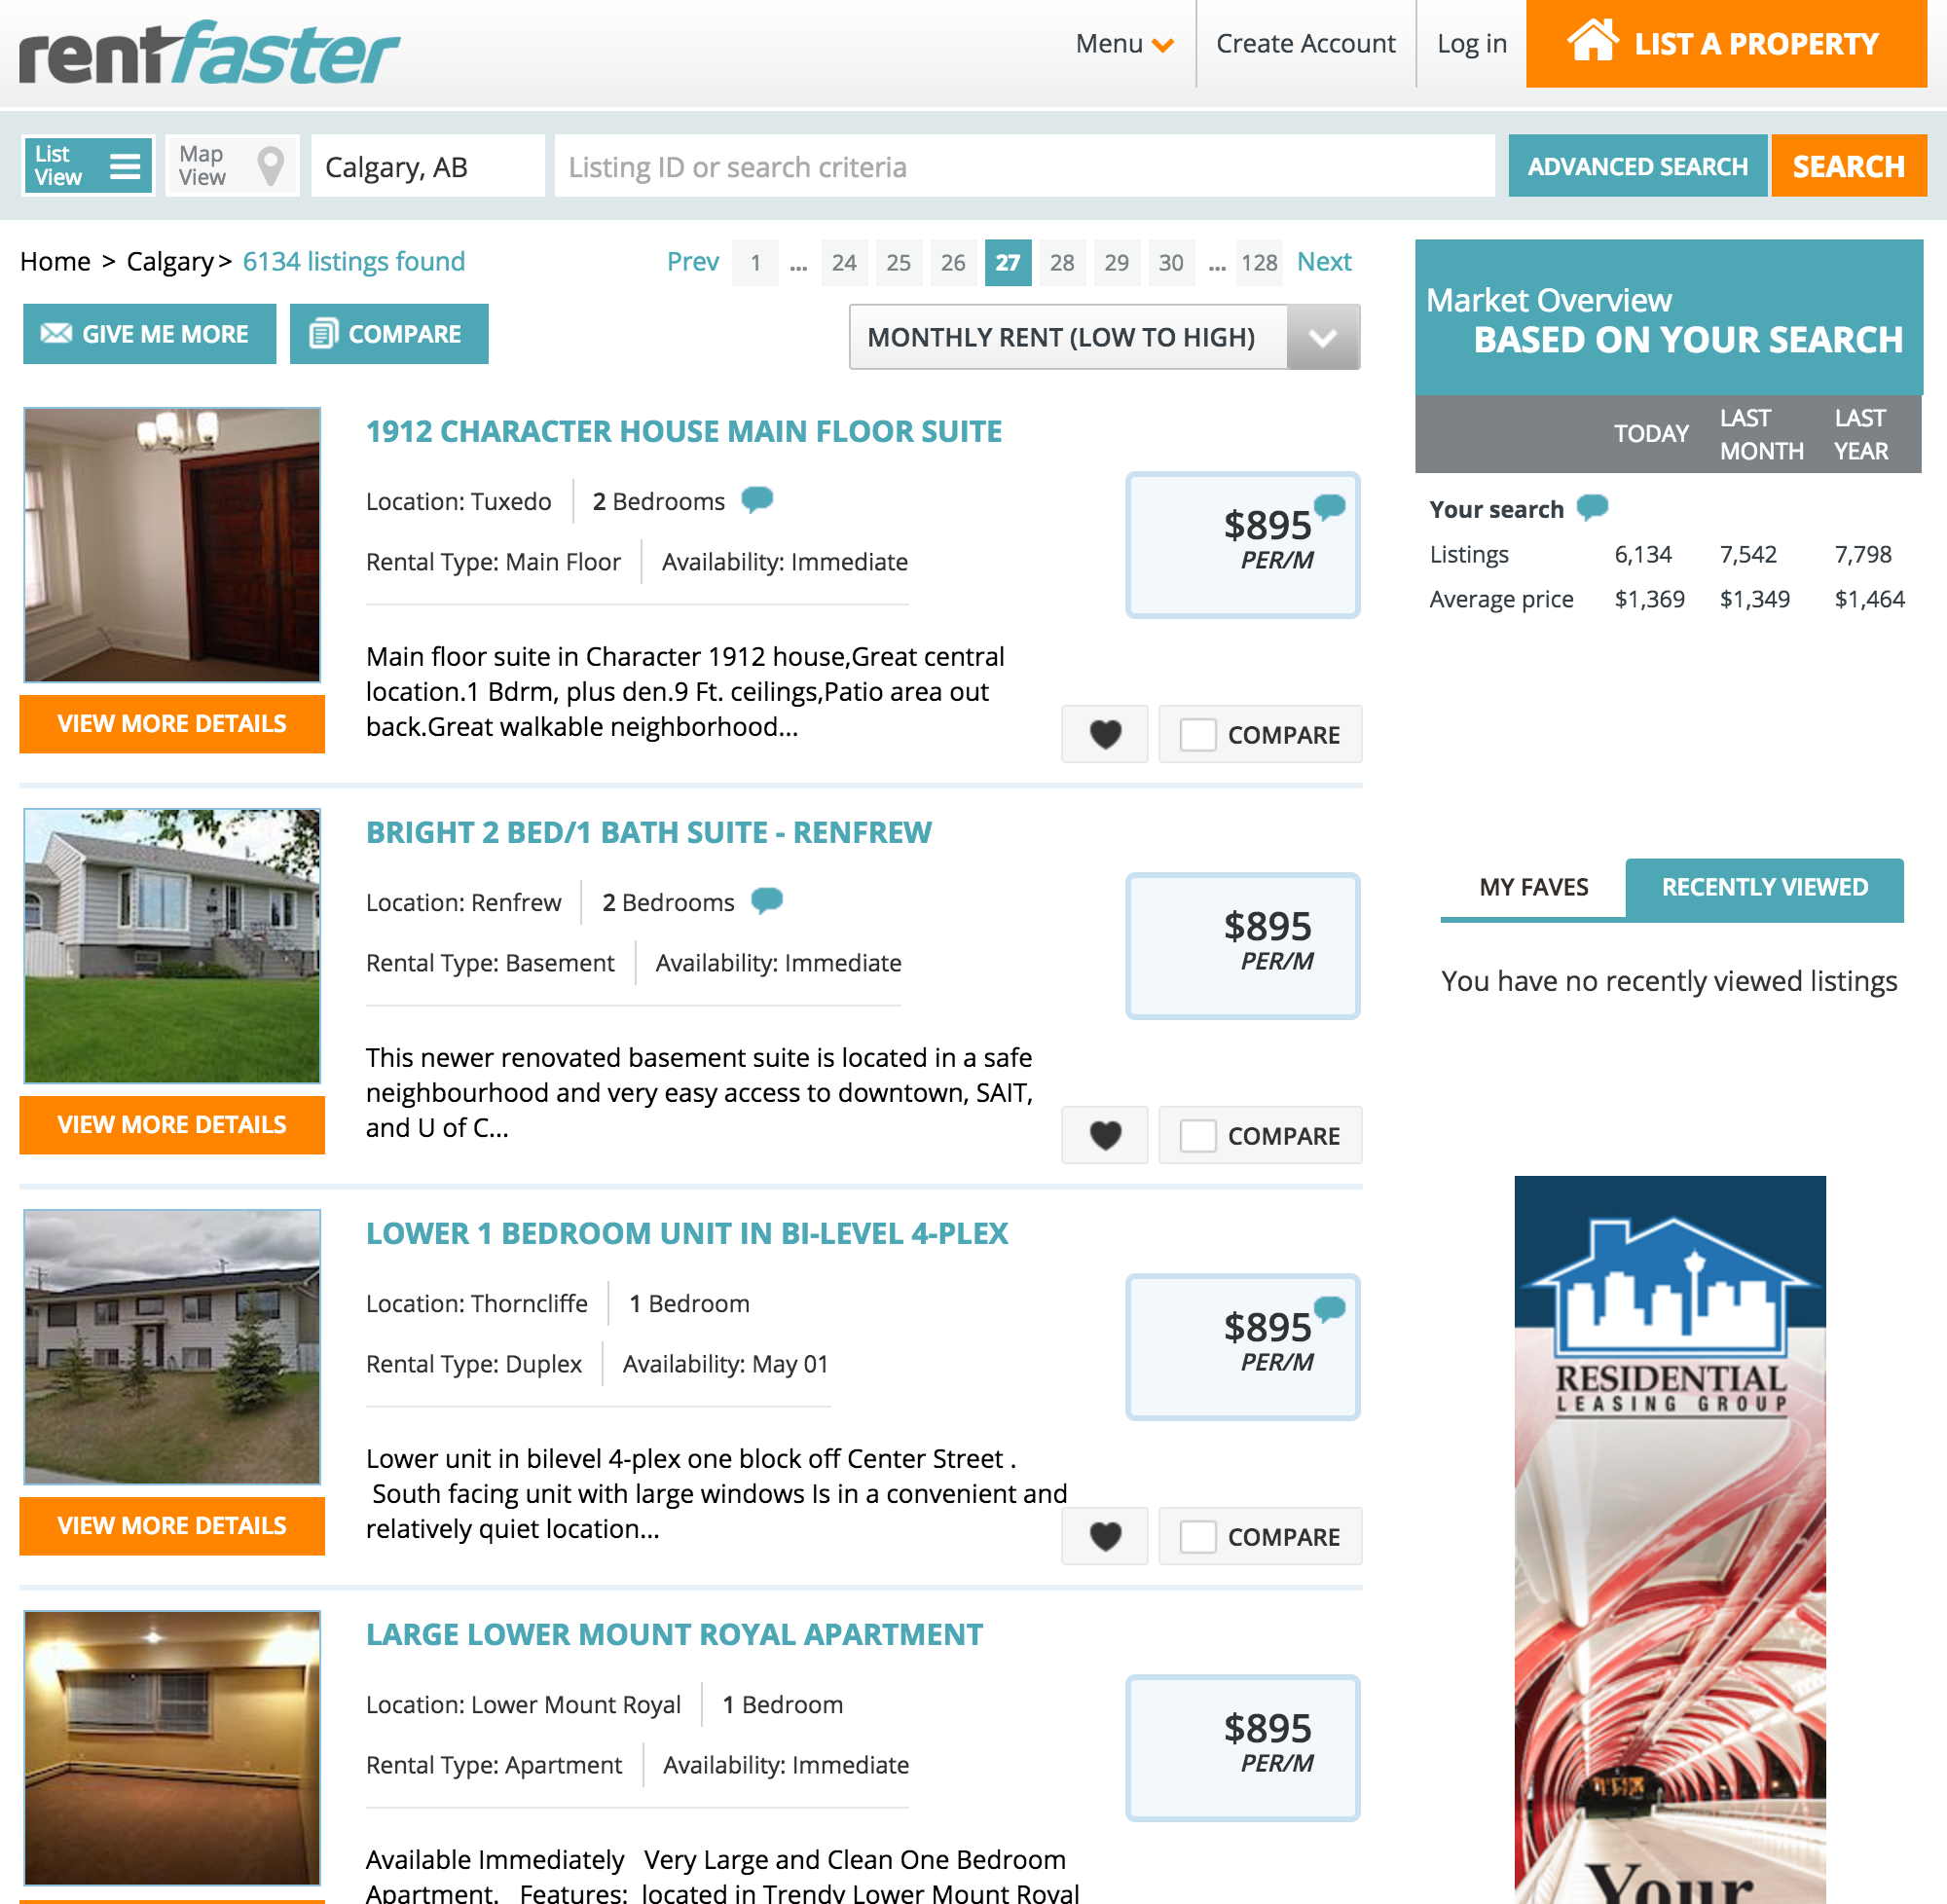 rentfaster
Menu
Create Account
Log in
LIST A PROPERTY
List View
Map View
Calgary, AB
Listing ID or search criteria
ADVANCED SEARCH
SEARCH
Home > Calgary > 6134 listings found
Prev 1 ... 24 25 26 27 28 29 30 ... 128 Next
GIVE ME MORE
COMPARE
MONTHLY RENT (LOW TO HIGH)
1912 CHARACTER HOUSE MAIN FLOOR SUITE
Location: Tuxedo
2 Bedrooms
Rental Type: Main Floor
Availability: Immediate
$895
PER/M
Main floor suite in Character 1912 house,Great central
location.1 Bdrm, plus den.9 Ft. ceilings,Patio area out
back.Great walkable neighborhood...
VIEW MORE DETAILS
COMPARE
BRIGHT 2 BED/1 BATH SUITE - RENFREW
Location: Renfrew
2 Bedrooms
Rental Type: Basement
Availability: Immediate
$895
PER/M
This newer renovated basement suite is located in a safe
neighbourhood and very easy access to downtown, SAIT,
and U of C...
VIEW MORE DETAILS
COMPARE
LOWER 1 BEDROOM UNIT IN BI-LEVEL 4-PLEX
Location: Thorncliffe
1 Bedroom
Rental Type: Duplex
Availability: May 01
$895
PER/M
Lower unit in bilevel 4-plex one block off Center Street .
South facing unit with large windows Is in a convenient and
relatively quiet location...
VIEW MORE DETAILS
COMPARE
LARGE LOWER MOUNT ROYAL APARTMENT
Location: Lower Mount Royal
1 Bedroom
Rental Type: Apartment
Availability: Immediate
$895
PER/M
Available Immediately Very Large and Clean One Bedroom
Apartment. Features: located in Trendy Lower Mount Royal
Market Overview
BASED ON YOUR SEARCH
TODAY
LAST MONTH
LAST YEAR
Your search
Listings 6,134 7,542 7,798
Average price $1,369 $1,349 $1,464
MY FAVES
RECENTLY VIEWED
You have no recently viewed listings
RESIDENTIAL
LEASING GROUP
Your